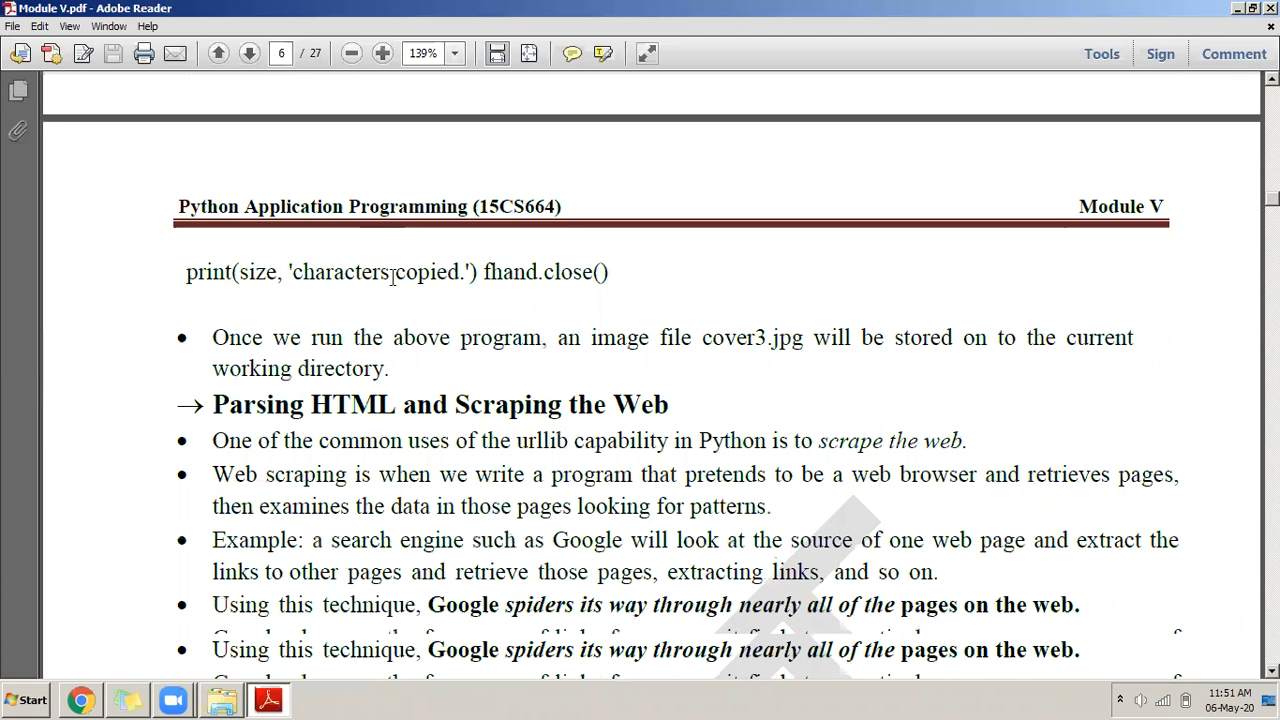 Module V.pdf - Adobe Reader
File Edit View Window Help
6 / 27 139% Tools Sign Comment
Python Application Programming (15CS664) Module V
print(size, 'characters copied.') fhand.close()
• Once we run the above program, an image file cover3.jpg will be stored on to the current
working directory.
→ Parsing HTML and Scraping the Web
• One of the common uses of the urllib capability in Python is to scrape the web.
• Web scraping is when we write a program that pretends to be a web browser and retrieves pages,
then examines the data in those pages looking for patterns.
• Example: a search engine such as Google will look at the source of one web page and extract the
links to other pages and retrieve those pages, extracting links, and so on.
• Using this technique, Google spiders its way through nearly all of the pages on the web.
• Using this technique, Google spiders its way through nearly all of the pages on the web.
Start 11:51 AM
06-May-20